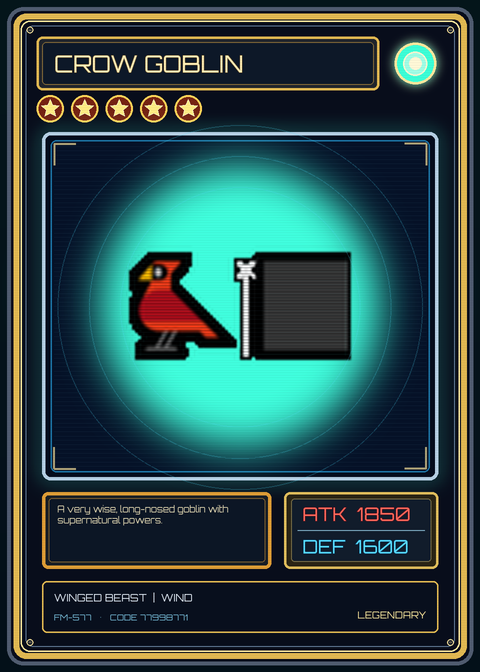 CROW GOBLIN
A very wise, long-nosed goblin with
supernatural powers.
ATK 1850
DEF 1600
WINGED BEAST | WIND
FM-577 · CODE 77998771
LEGENDARY